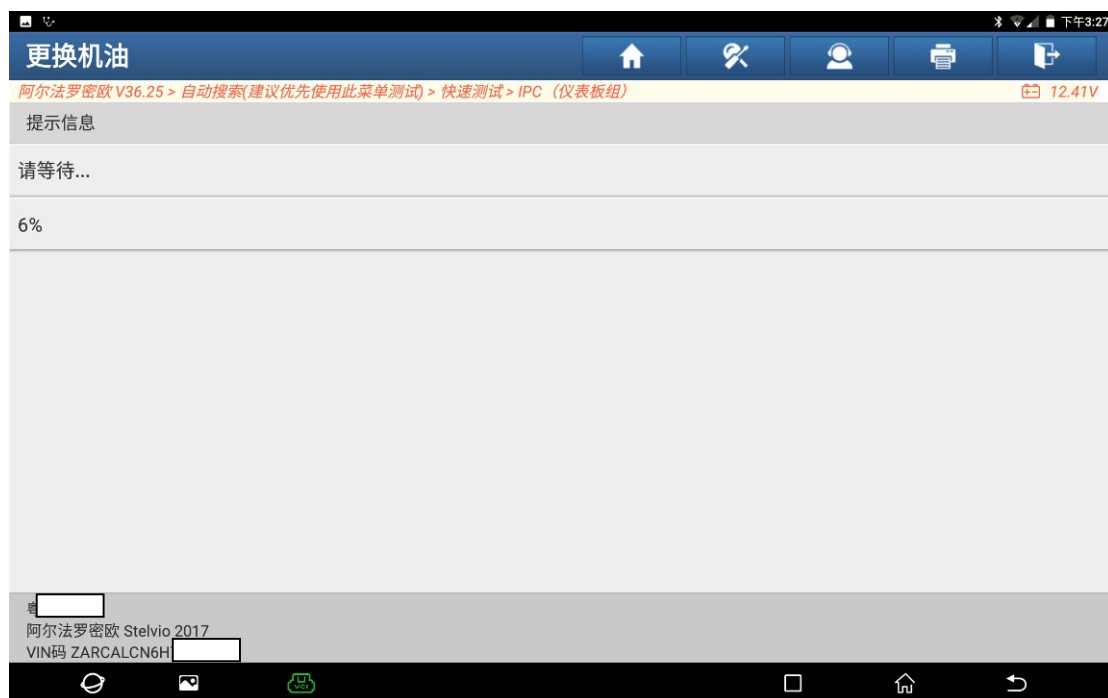 下午3:27
更换机油
阿尔法罗密欧 V36.25 > 自动搜索(建议优先使用此菜单测试) > 快速测试 > IPC（仪表板组） 12.41V
提示信息
请等待...
6%
阿尔法罗密欧 Stelvio 2017
VIN码 ZARCALCN6H
VCI